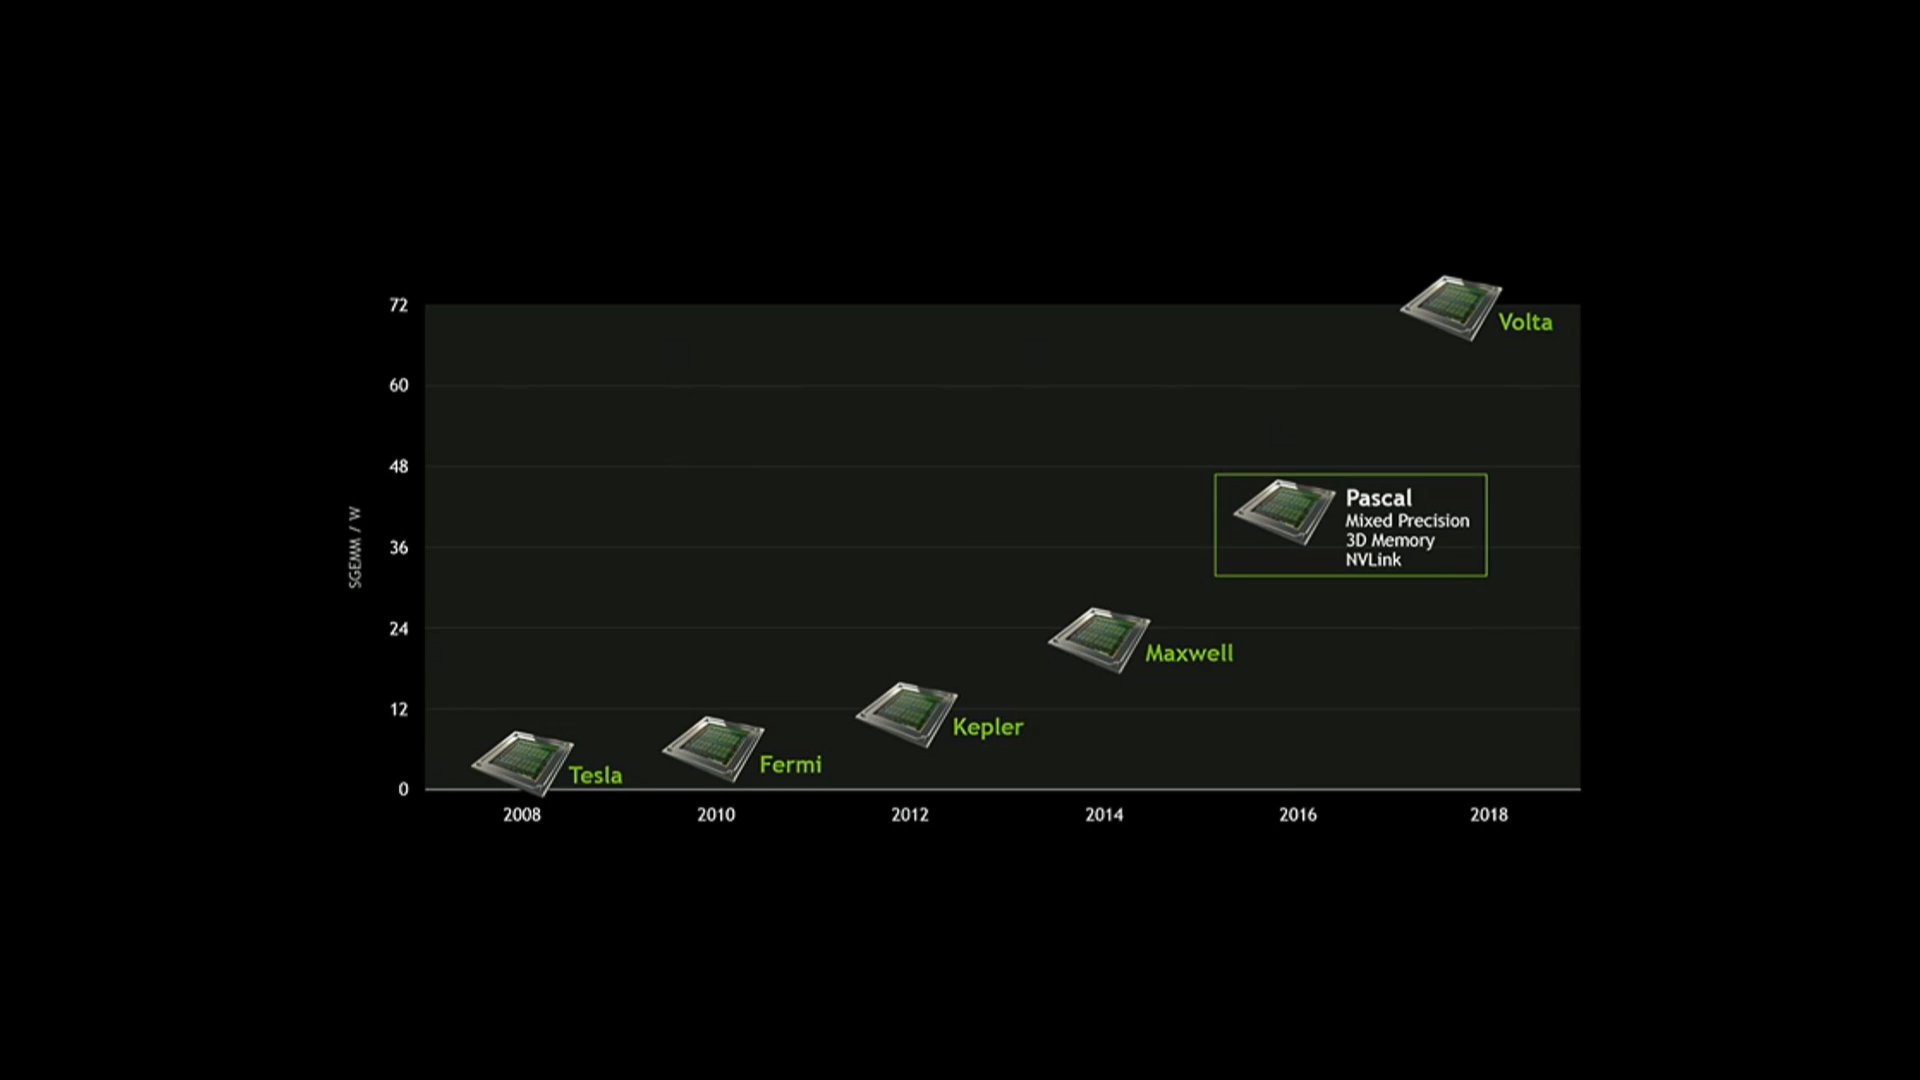 72
Volta
60
48
Pascal
Mixed Precision
3D Memory
NVLink
SGEMM / W
36
24
Maxwell
12
Kepler
Fermi
Tesla
0
2008 2010 2012 2014 2016 2018